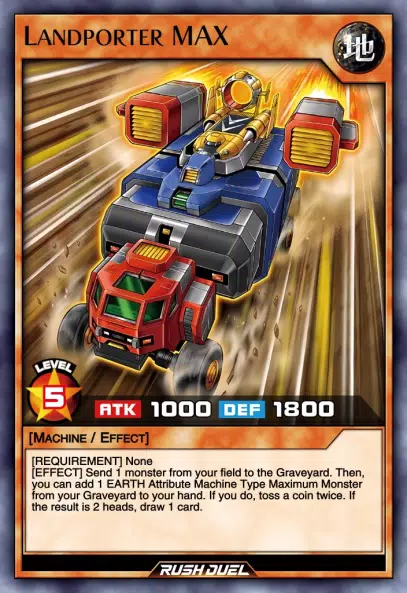 LANDPORTER MAX
地
LEVEL
5
ATK 1000 DEF 1800
[MACHINE / EFFECT]
[REQUIREMENT] None
[EFFECT] Send 1 monster from your field to the Graveyard. Then,
you can add 1 EARTH Attribute Machine Type Maximum Monster
from your Graveyard to your hand. If you do, toss a coin twice. If
the result is 2 heads, draw 1 card.
RUSH DUEL